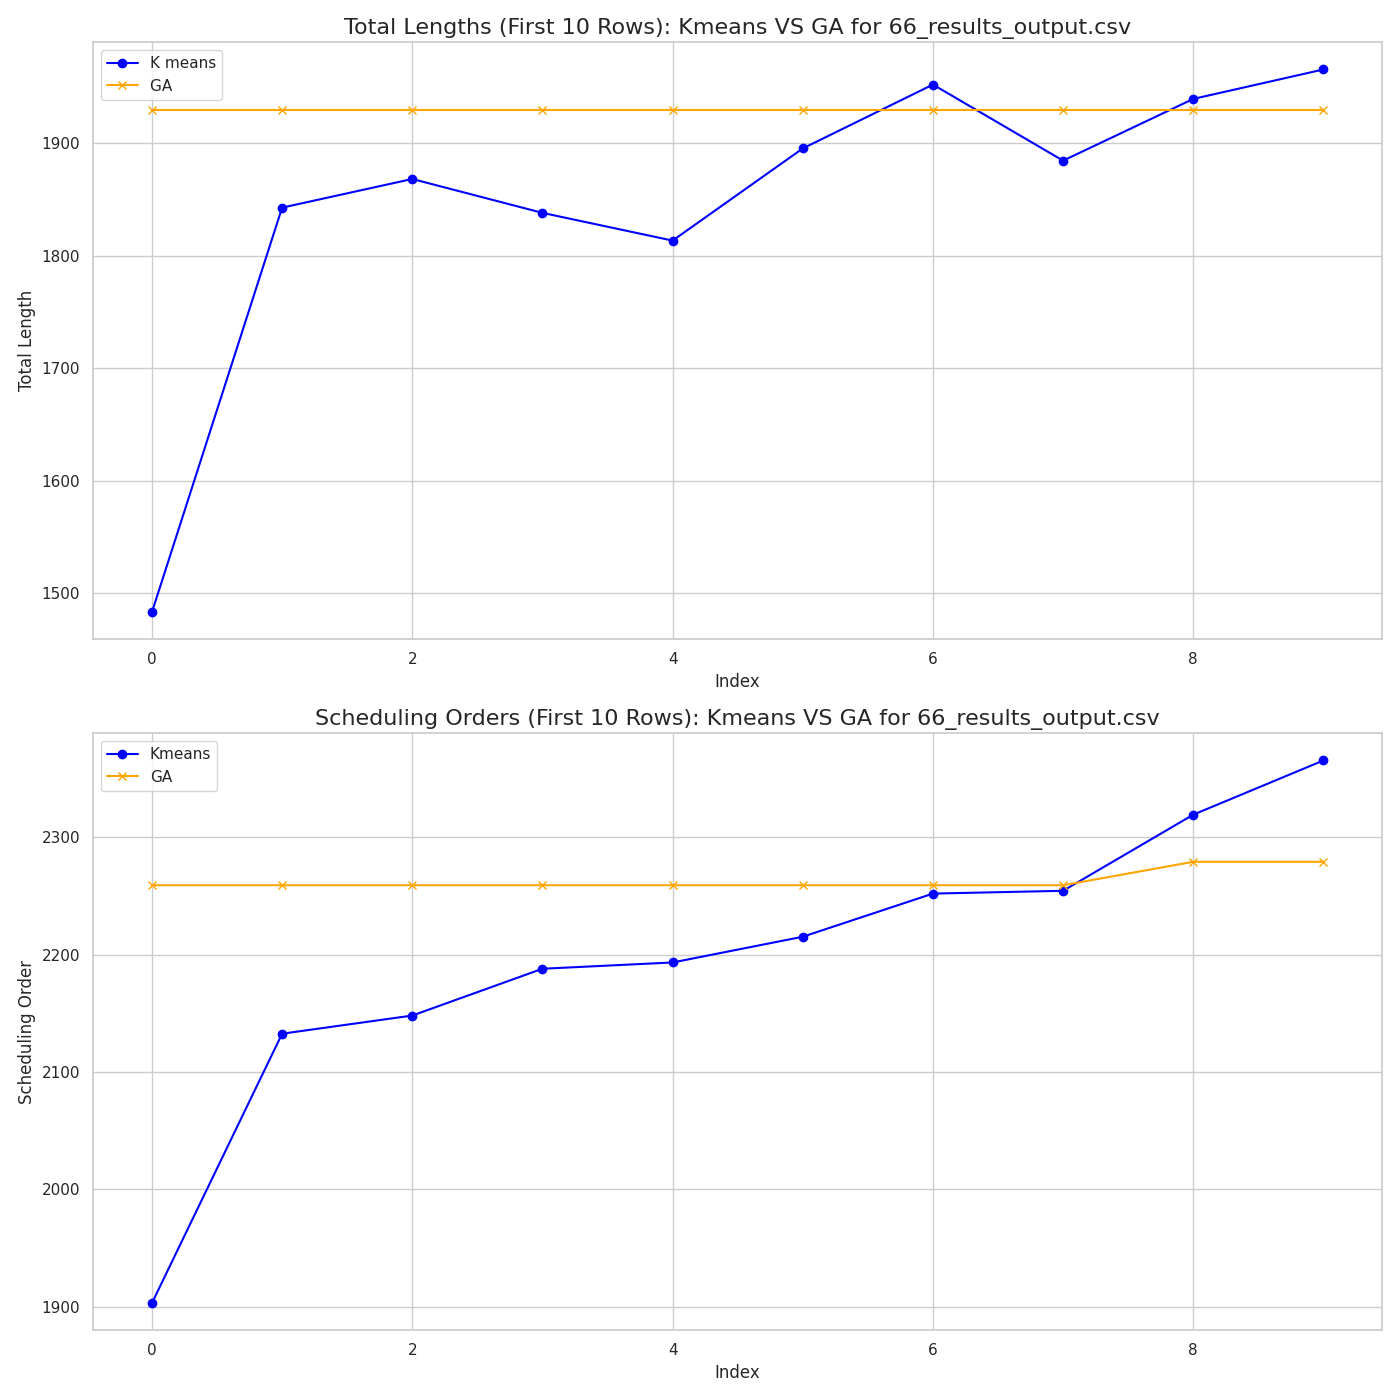 Total Lengths (First 10 Rows): Kmeans VS GA for 66_results_output.csv
K means
GA
1900
1800
1700
1600
1500
Total Length
0 2 4 6 8
Index
Scheduling Orders (First 10 Rows): Kmeans VS GA for 66_results_output.csv
Kmeans
GA
2300
2200
2100
2000
1900
Scheduling Order
0 2 4 6 8
Index